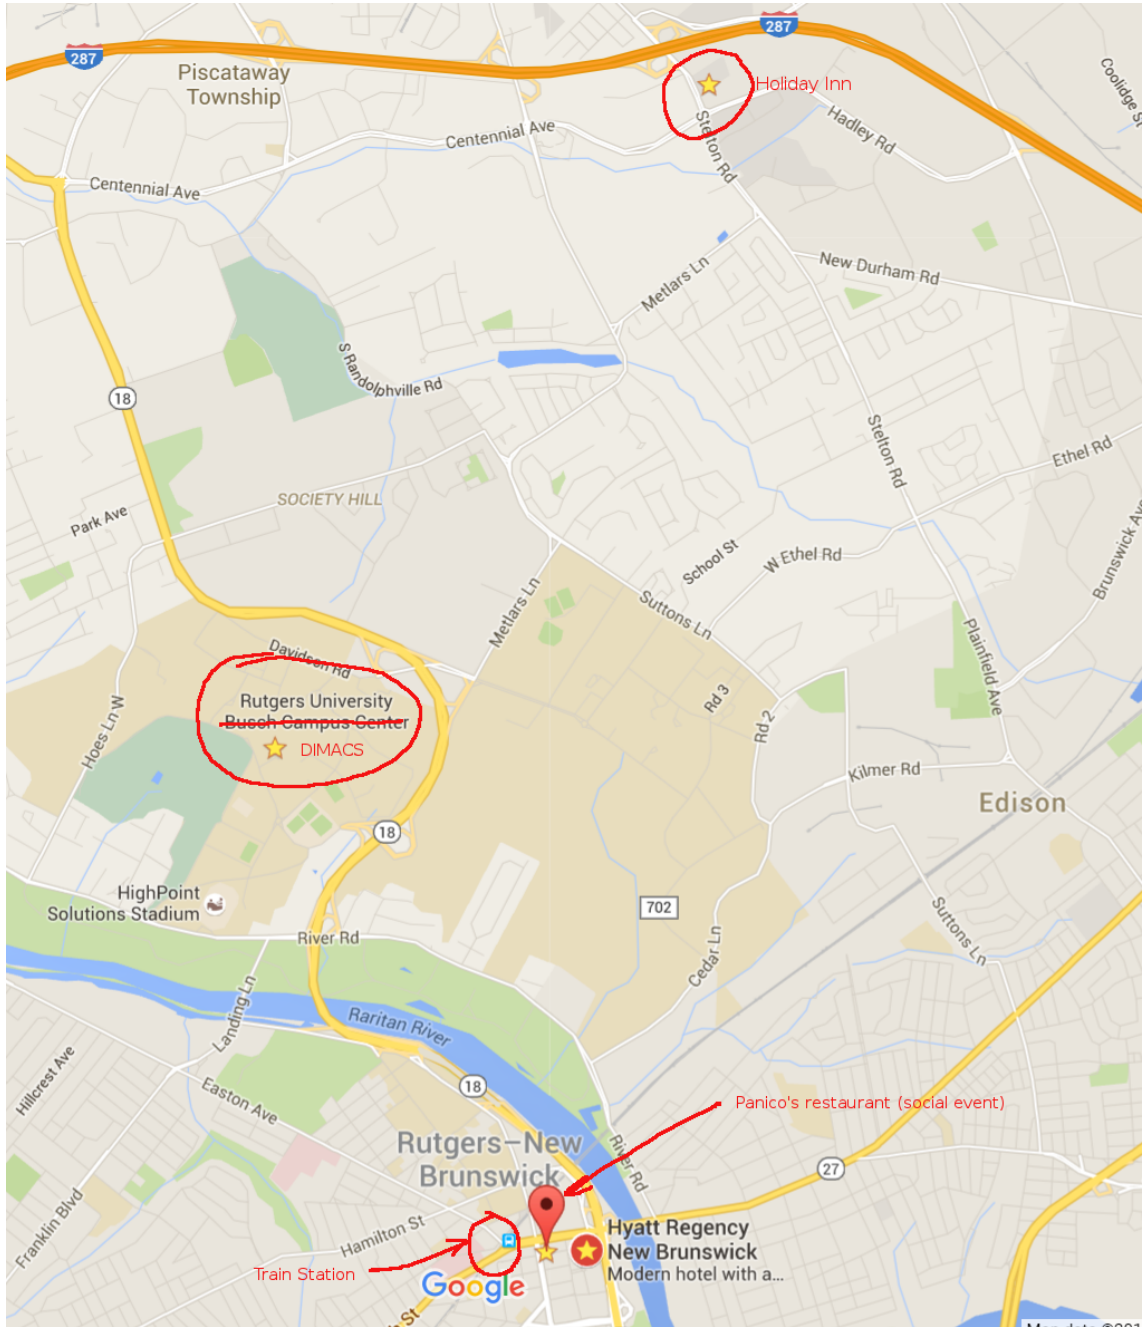 287
287
Piscataway
Township
Holiday Inn
Coolidge St
Centennial Ave
Stelton Rd
Hadley Rd
Centennial Ave
New Durham Rd
Metlars Ln
S Randolphville Rd
18
Stelton Rd
Ethel Rd
SOCIETY HILL
Park Ave
Brunswick Ave
School St
W Ethel Rd
Metlars Ln
Suttons Ln
Plainfield Ave
Davidson Rd
Rutgers University
Busch Campus Center
DIMACS
Hoes Ln W
Rd 3
Rd 2
Kilmer Rd
Edison
18
HighPoint
Solutions Stadium
702
River Rd
Cedar Ln
Suttons Ln
Landing Ln
Raritan River
Hillcrest Ave
Easton Ave
18
Panico's restaurant (social event)
Rutgers–New
Brunswick
River Rd
27
Franklin Blvd
Hamilton St
Hyatt Regency
New Brunswick
Modern hotel with a...
Train Station
Google
St